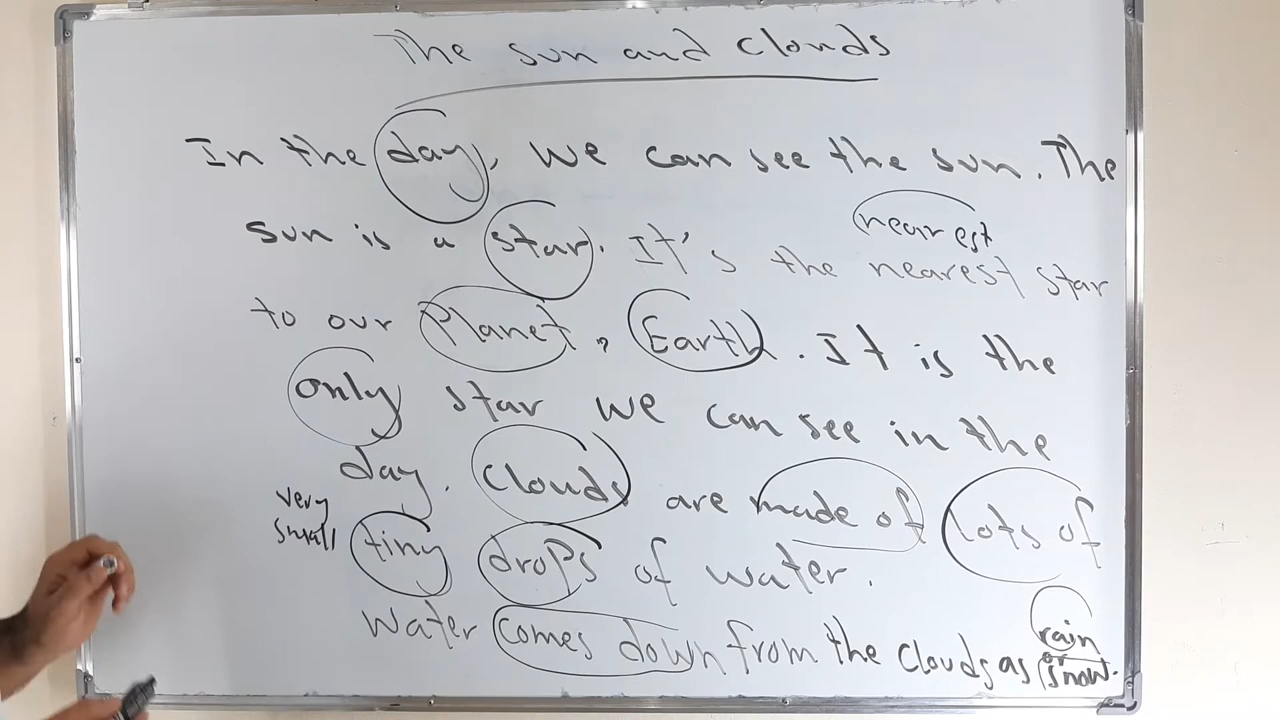 The sun and clouds
In the day, we can see the sun. The
nearest
sun is a star. It's the nearest star
to our Planet, Earth. It is the
only star we can see in the
day. Clouds are made of lots of
very
small
tiny drops of water.
water comes down from the clouds as rain
or
snow.